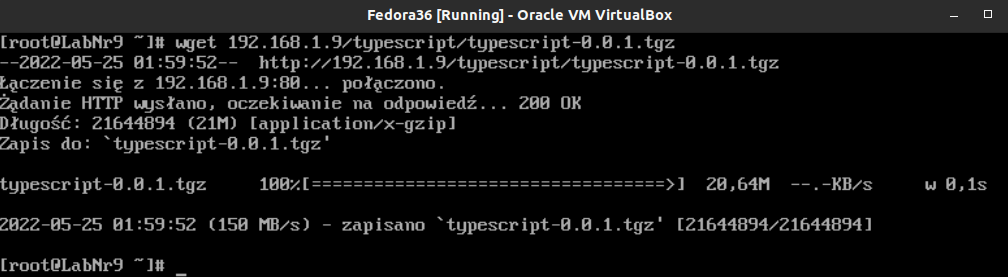 Fedora36 [Running] - Oracle VM VirtualBox
[root@LabNr9 ~]# wget 192.168.1.9/typescript/typescript-0.0.1.tgz
--2022-05-25 01:59:52--  http://192.168.1.9/typescript/typescript-0.0.1.tgz
Łączenie się z 192.168.1.9:80... połączono.
Żądanie HTTP wysłano, oczekiwanie na odpowiedź... 200 OK
Długość: 21644894 (21M) [application/x-gzip]
Zapis do: `typescript-0.0.1.tgz'
typescript-0.0.1.tgz     100%[==================================>]  20,64M  --.-KB/s     w 0,1s
2022-05-25 01:59:52 (150 MB/s) - zapisano `typescript-0.0.1.tgz' [21644894/21644894]
[root@LabNr9 ~]# _